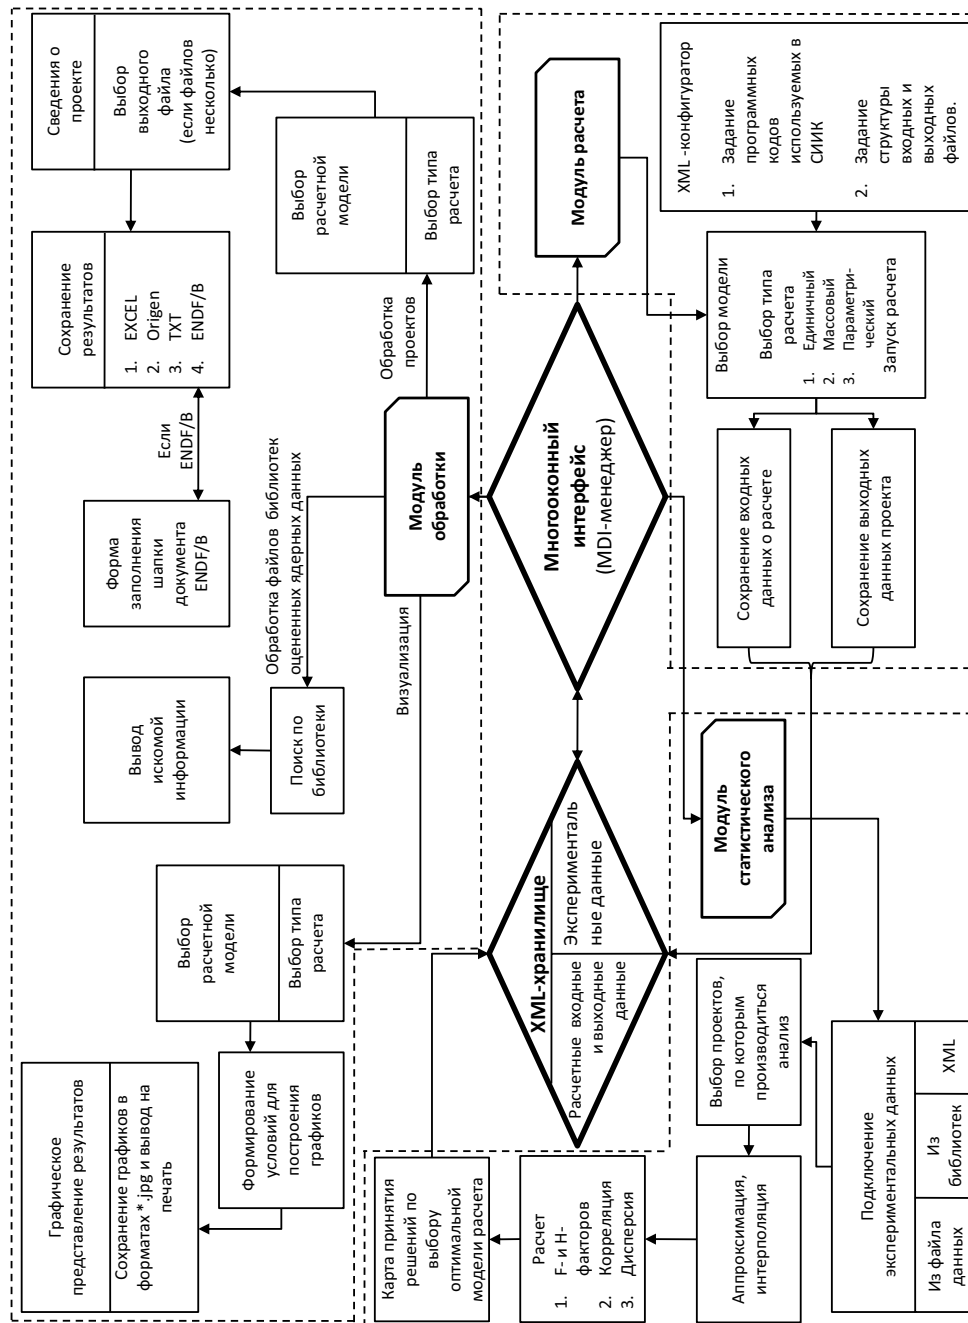 Графическое
представление результатов
Сохранение графиков в
форматах *.jpg и вывод на
печать
Формирование
условий для
построения
графиков
Выбор
расчетной
модели
Выбор типа
расчета
Вывод
искомой
информации
Поиск по
библиотеки
Форма
заполнения
шапки
документа
ENDF/B
Если
ENDF/B
Сохранение
результатов
1. EXCEL
2. Origen
3. TXT
4. ENDF/B
Сведения о
проекте
Выбор
выходного
файла
(если файлов
несколько)
Выбор
расчетной
модели
Выбор типа
расчета
Обработка
проектов
Обработка файлов библиотек
оцененных ядерных данных
Визуализация
Модуль
обработки
Карта принятия
решений по
выбору
оптимальной
модели расчета
Расчет
1. F- и H-
факторов
2. Корреляция
3. Дисперсия
Аппроксимация,
интерполяция
Выбор проектов,
по которым
производиться
анализ
Подключение
экспериментальных данных
Из файла
данных
Из
библиотек
XML
XML-хранилище
Расчетные входные
и выходные
данные
Эксперименталь
ные данные
Модуль
статистического
анализа
Многооконный
интерфейс
(MDI-менеджер)
Модуль расчета
Сохранение входных
данных о расчете
Сохранение выходных
данных проекта
Выбор модели
Выбор типа
расчета
1. Единичный
2. Массовый
3. Параметри-
ческий
Запуск расчета
XML -конфигуратор
1. Задание
программных
кодов
используемых в
СИИК
2. Задание
структуры
входных и
выходных
файлов.